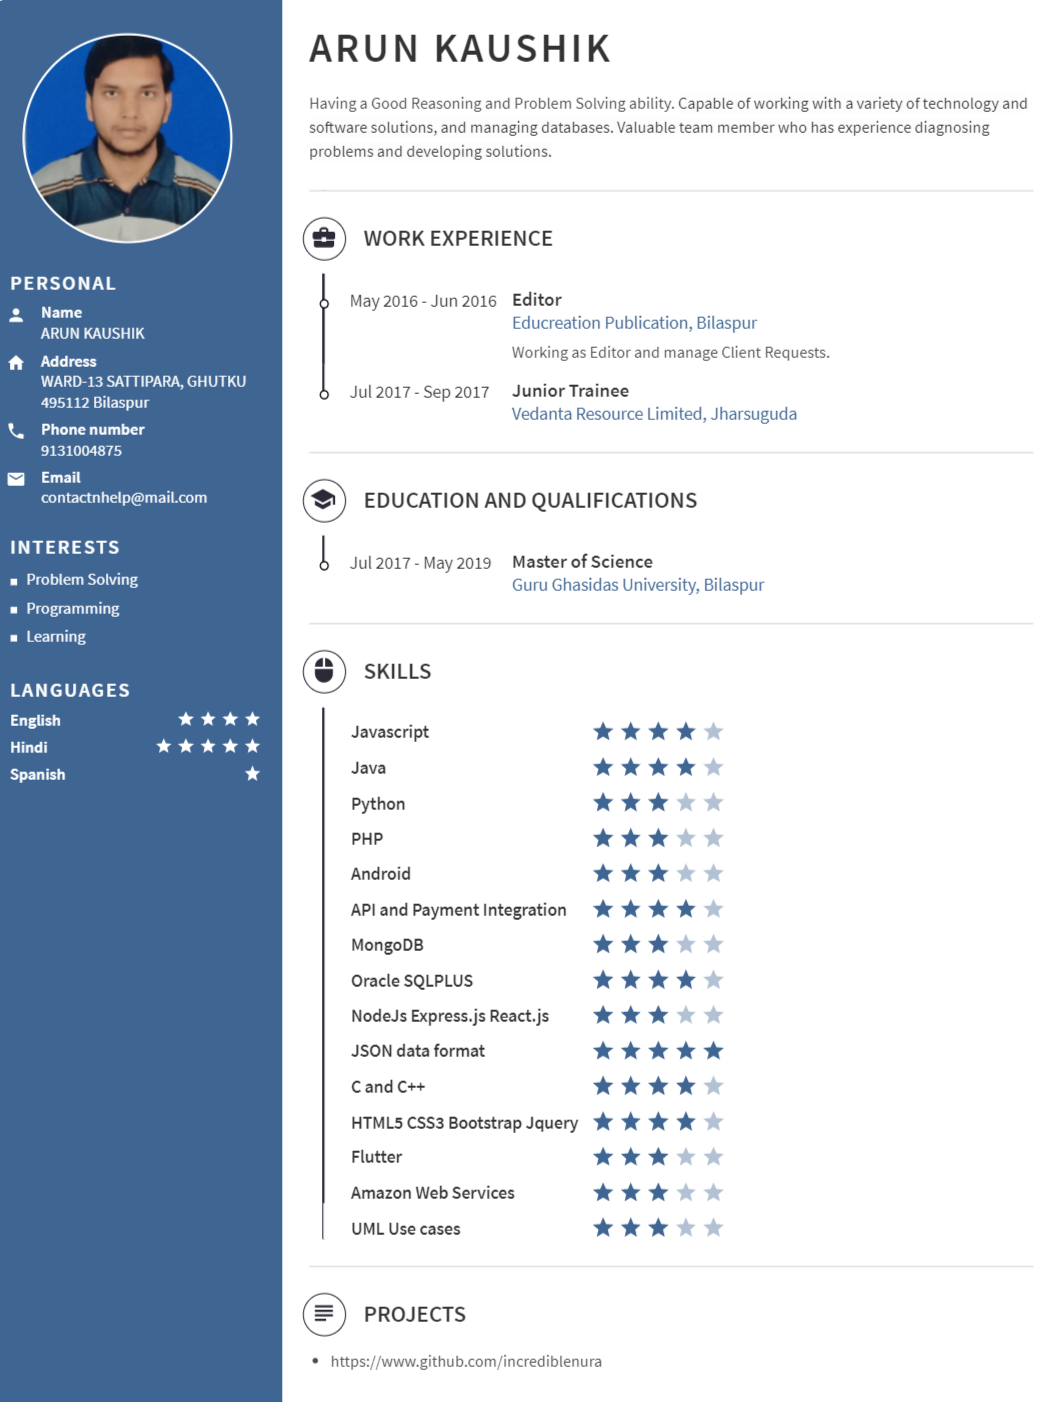 PERSONAL
Name
ARUN KAUSHIK
Address
WARD-13 SATTIPARA, GHUTKU
495112 Bilaspur
Phone number
9131004875
Email
contactnhelp@mail.com
INTERESTS
Problem Solving
Programming
Learning
LANGUAGES
English
Hindi
Spanish
ARUN KAUSHIK
Having a Good Reasoning and Problem Solving ability. Capable of working with a variety of technology and
software solutions, and managing databases. Valuable team member who has experience diagnosing
problems and developing solutions.
WORK EXPERIENCE
May 2016 - Jun 2016 Editor
Educreation Publication, Bilaspur
Working as Editor and manage Client Requests.
Jul 2017 - Sep 2017 Junior Trainee
Vedanta Resource Limited, Jharsuguda
EDUCATION AND QUALIFICATIONS
Jul 2017 - May 2019 Master of Science
Guru Ghasidas University, Bilaspur
SKILLS
Javascript
Java
Python
PHP
Android
API and Payment Integration
MongoDB
Oracle SQLPLUS
NodeJs Express.js React.js
JSON data format
C and C++
HTML5 CSS3 Bootstrap Jquery
Flutter
Amazon Web Services
UML Use cases
PROJECTS
https://www.github.com/incrediblenura